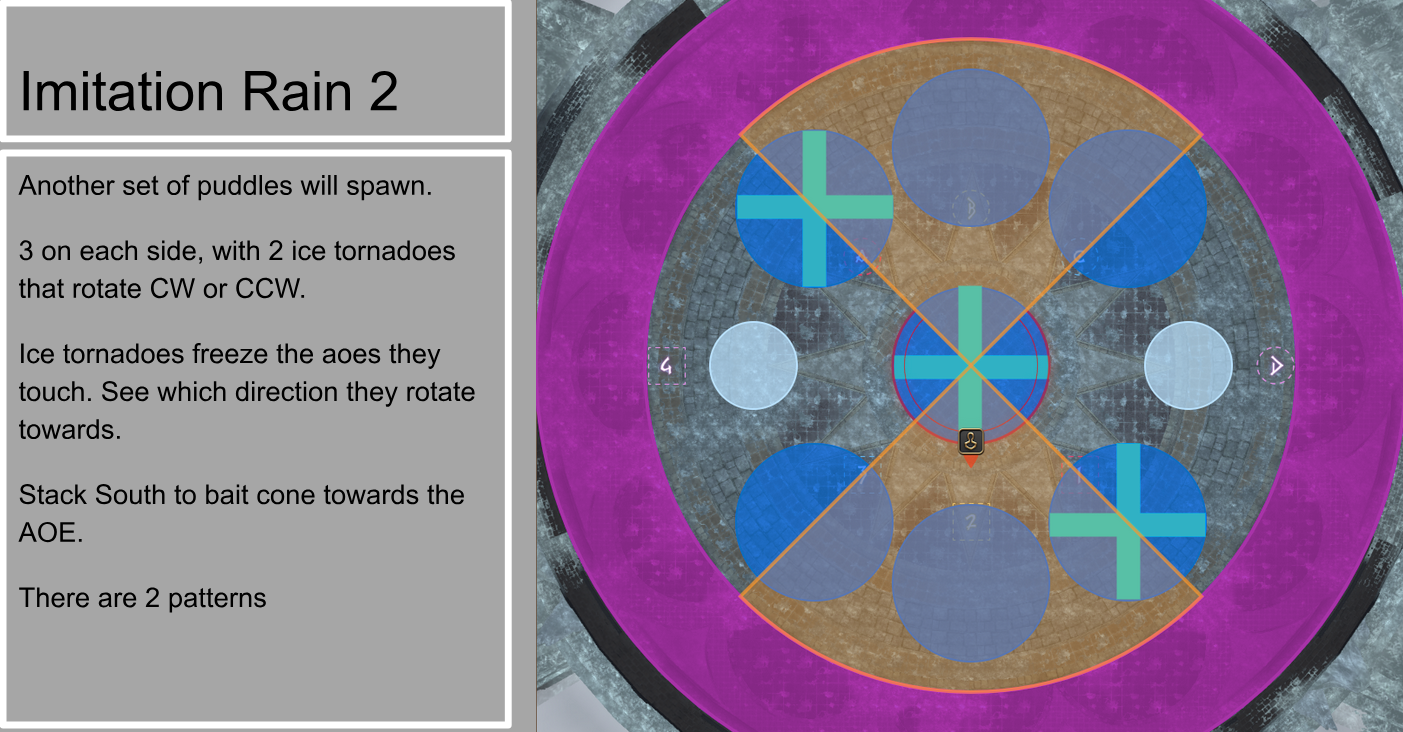 Imitation Rain 2
Another set of puddles will spawn.
3 on each side, with 2 ice tornadoes
that rotate CW or CCW.
Ice tornadoes freeze the aoes they
touch. See which direction they rotate
towards.
Stack South to bait cone towards the
AOE.
There are 2 patterns